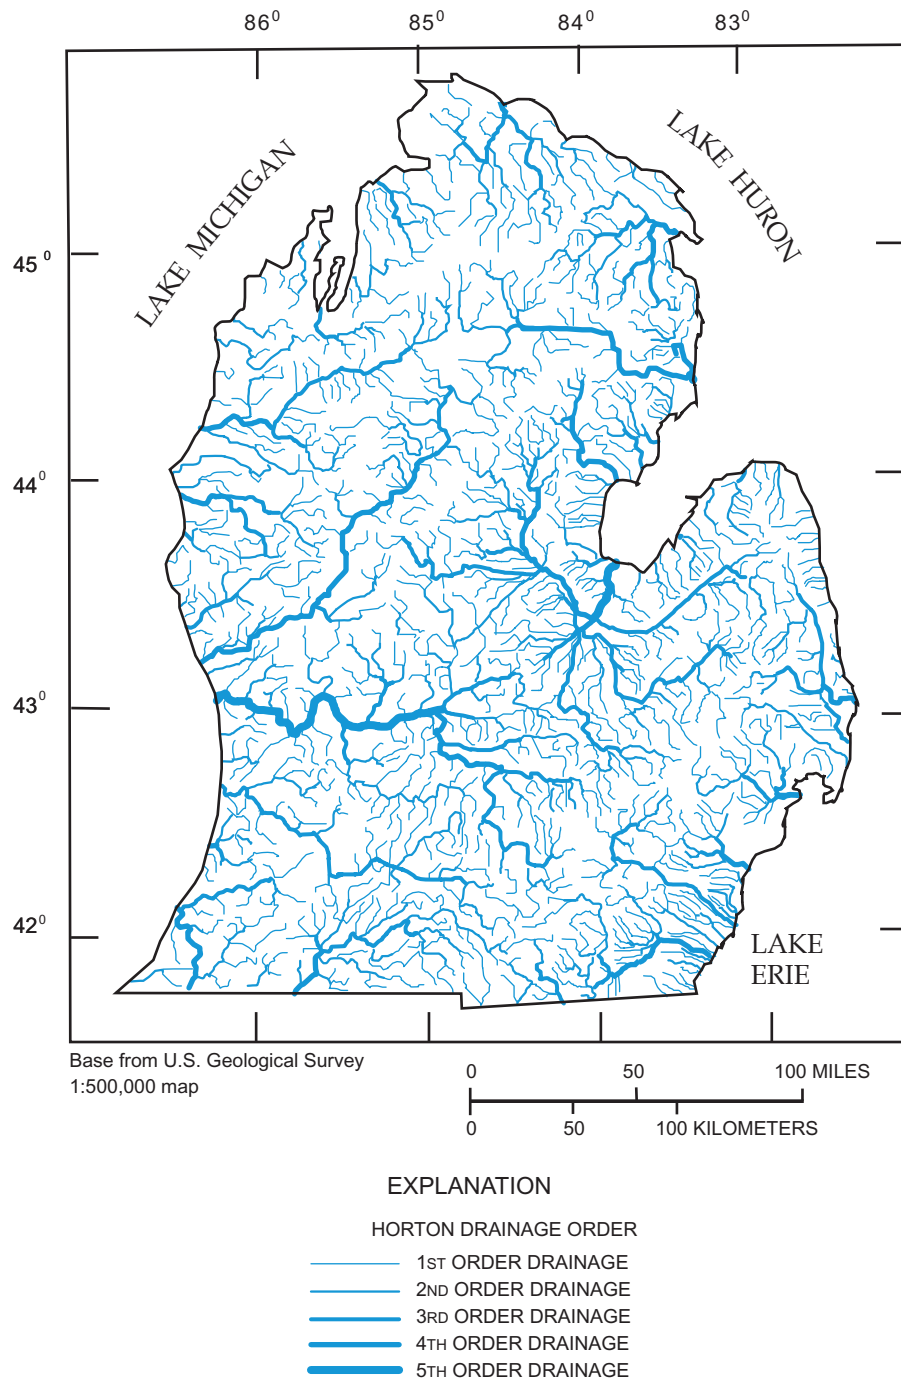 86⁰ 85⁰ 84⁰ 83⁰
LAKE MICHIGAN
LAKE HURON
45⁰
44⁰
43⁰
42⁰
LAKE
ERIE
Base from U.S. Geological Survey
1:500,000 map
0 50 100 MILES
0 50 100 KILOMETERS
EXPLANATION
HORTON DRAINAGE ORDER
1ST ORDER DRAINAGE
2ND ORDER DRAINAGE
3RD ORDER DRAINAGE
4TH ORDER DRAINAGE
5TH ORDER DRAINAGE